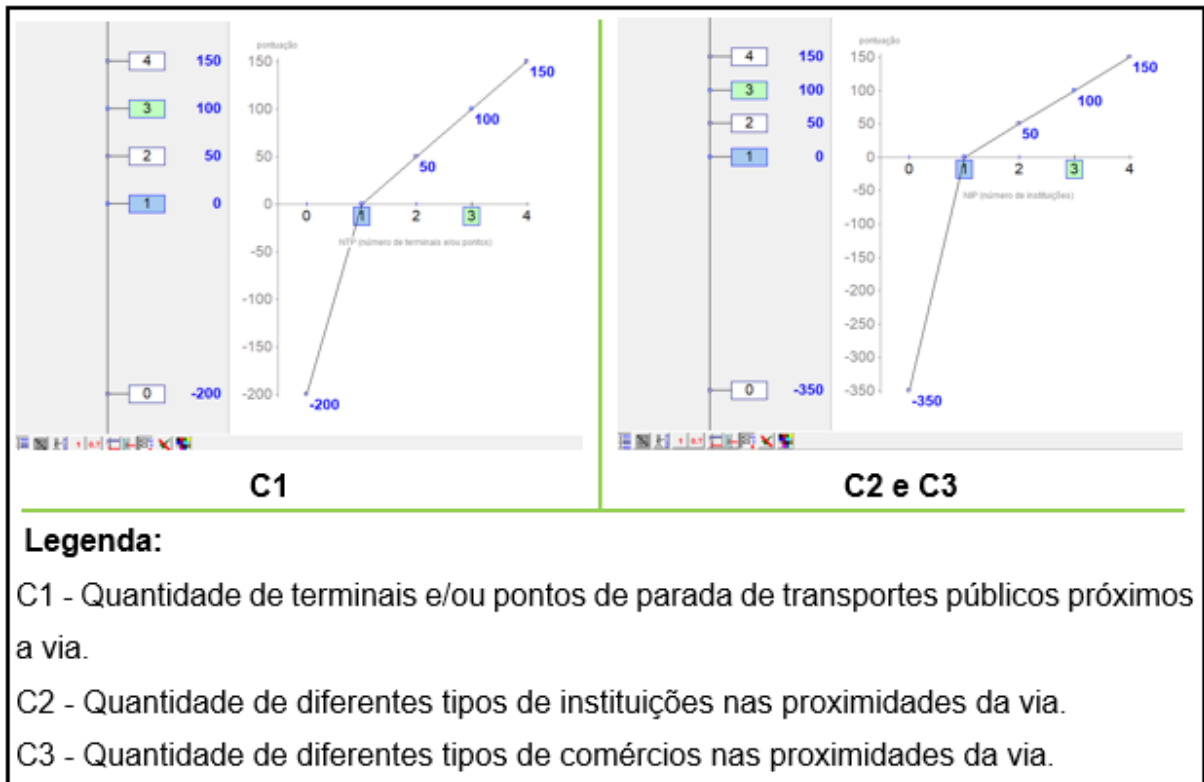 pontuação
4 150
3 100
2 50
1 0
0 -200
150
100
50
0
-50
-100
-150
-200
0 1 2 3 4
150
100
50
-200
NTP (número de terminais e/ou pontos)
C1
pontuação
4 150
3 100
2 50
1 0
0 -350
150
100
50
0
-50
-100
-150
-200
-250
-300
-350
0 1 2 3 4
150
100
50
-350
NIP (número de instituições)
C2 e C3
Legenda:
C1 - Quantidade de terminais e/ou pontos de parada de transportes públicos próximos
a via.
C2 - Quantidade de diferentes tipos de instituições nas proximidades da via.
C3 - Quantidade de diferentes tipos de comércios nas proximidades da via.